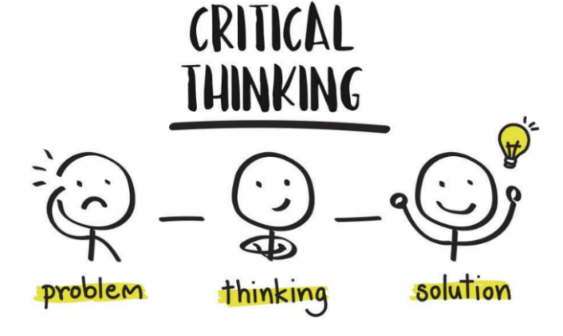 CRITICAL
THINKING
problem
thinking
solution